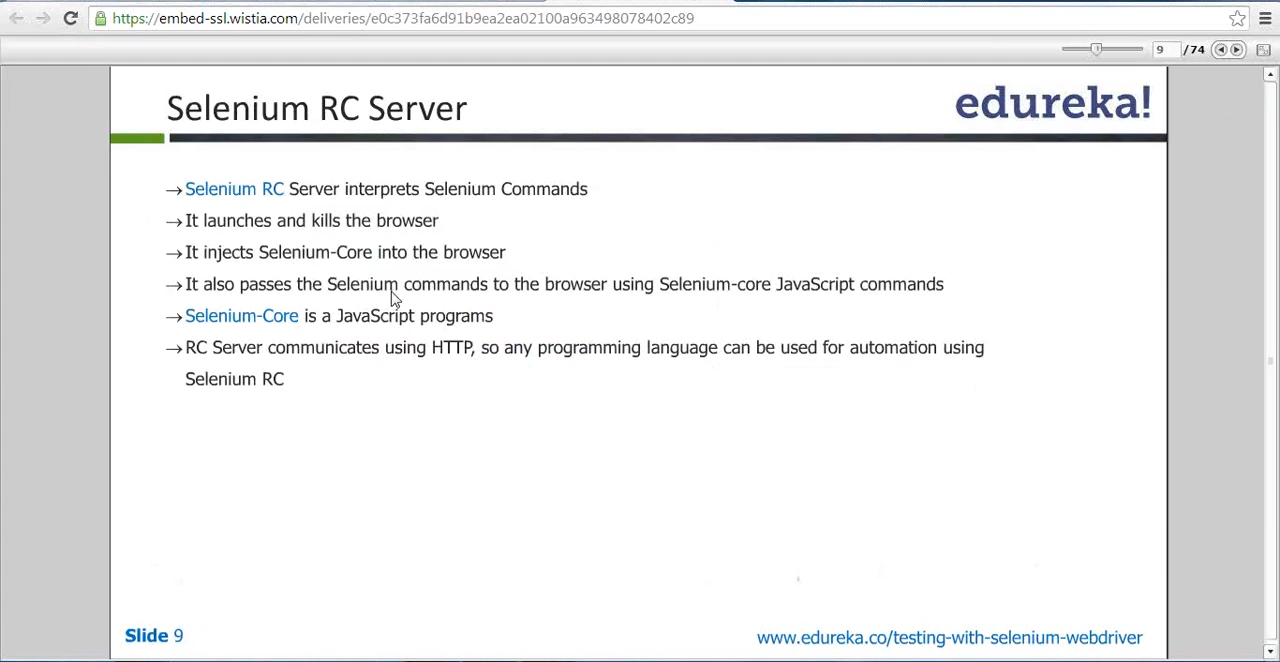 https://embed-ssl.wistia.com/deliveries/e0c373fa6d91b9ea2ea02100a963498078402c89
9 /74
Selenium RC Server
edureka!
→Selenium RC Server interprets Selenium Commands
→It launches and kills the browser
→It injects Selenium-Core into the browser
→It also passes the Selenium commands to the browser using Selenium-core JavaScript commands
→Selenium-Core is a JavaScript programs
→RC Server communicates using HTTP, so any programming language can be used for automation using
Selenium RC
Slide 9
www.edureka.co/testing-with-selenium-webdriver